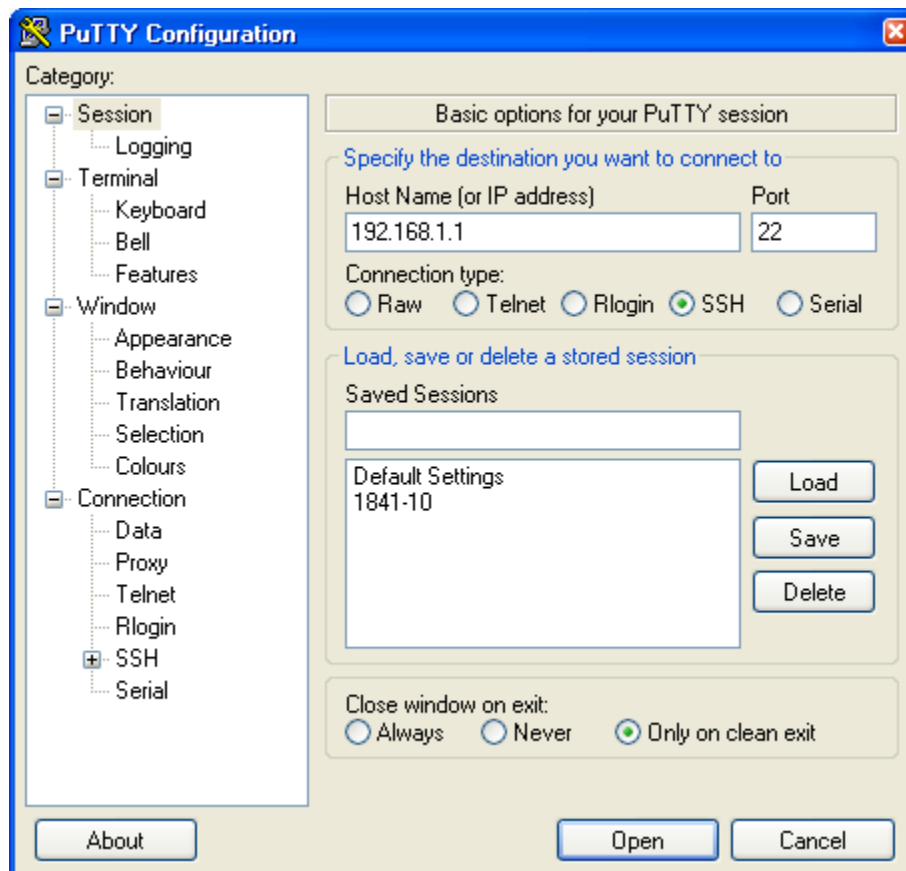 PuTTY Configuration
Category:
Session
Logging
Terminal
Keyboard
Bell
Features
Window
Appearance
Behaviour
Translation
Selection
Colours
Connection
Data
Proxy
Telnet
Rlogin
SSH
Serial
Basic options for your PuTTY session
Specify the destination you want to connect to
Host Name (or IP address) Port
192.168.1.1 22
Connection type:
Raw Telnet Rlogin SSH Serial
Load, save or delete a stored session
Saved Sessions
Default Settings
1841-10
Load
Save
Delete
Close window on exit:
Always Never Only on clean exit
About Open Cancel